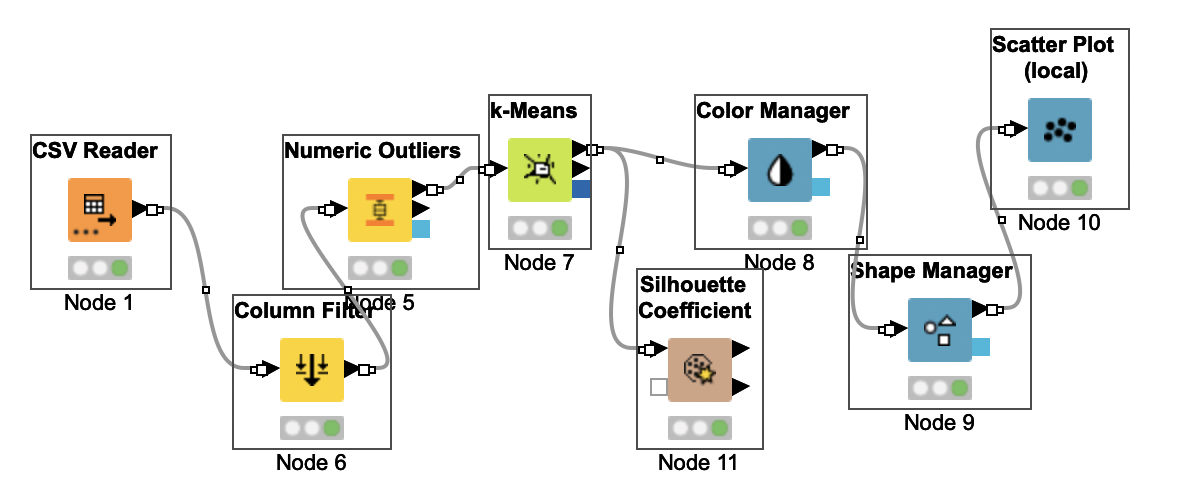 Scatter Plot
(local)
Node 10
k-Means
Node 7
Color Manager
Node 8
CSV Reader
Node 1
Numeric Outliers
Node 5
Shape Manager
Node 9
Silhouette
Coefficient
Node 11
Column Filter
Node 6